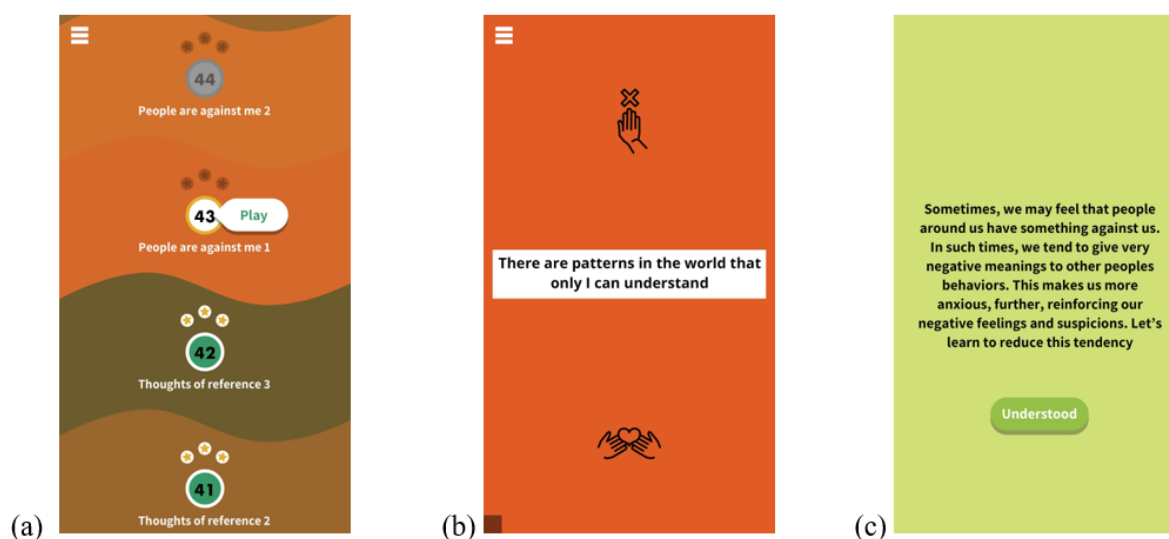 44
People are against me 2
43
Play
People are against me 1
42
Thoughts of reference 3
41
Thoughts of reference 2
(a)
There are patterns in the world that
only I can understand
(b)
Sometimes, we may feel that people
around us have something against us.
In such times, we tend to give very
negative meanings to other peoples
behaviors. This makes us more
anxious, further, reinforcing our
negative feelings and suspicions. Let's
learn to reduce this tendency
Understood
(c)